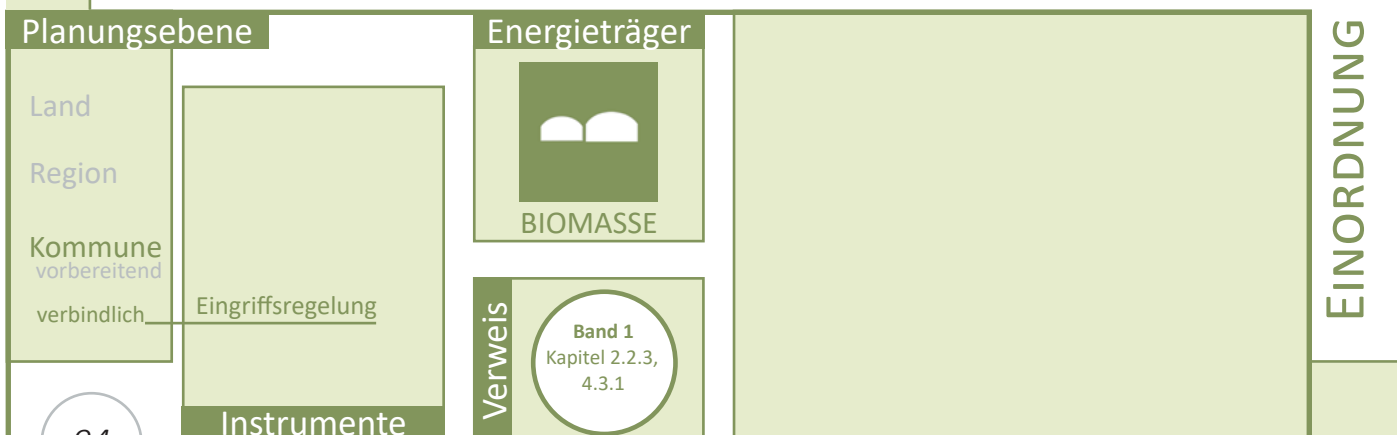 Planungsebene
Land
Region
Kommune
vorbereitend
verbindlich
Eingriffsregelung
Instrumente
Energieträger
BIOMASSE
Verweis
Band 1
Kapitel 2.2.3,
4.3.1
EINORDNUNG